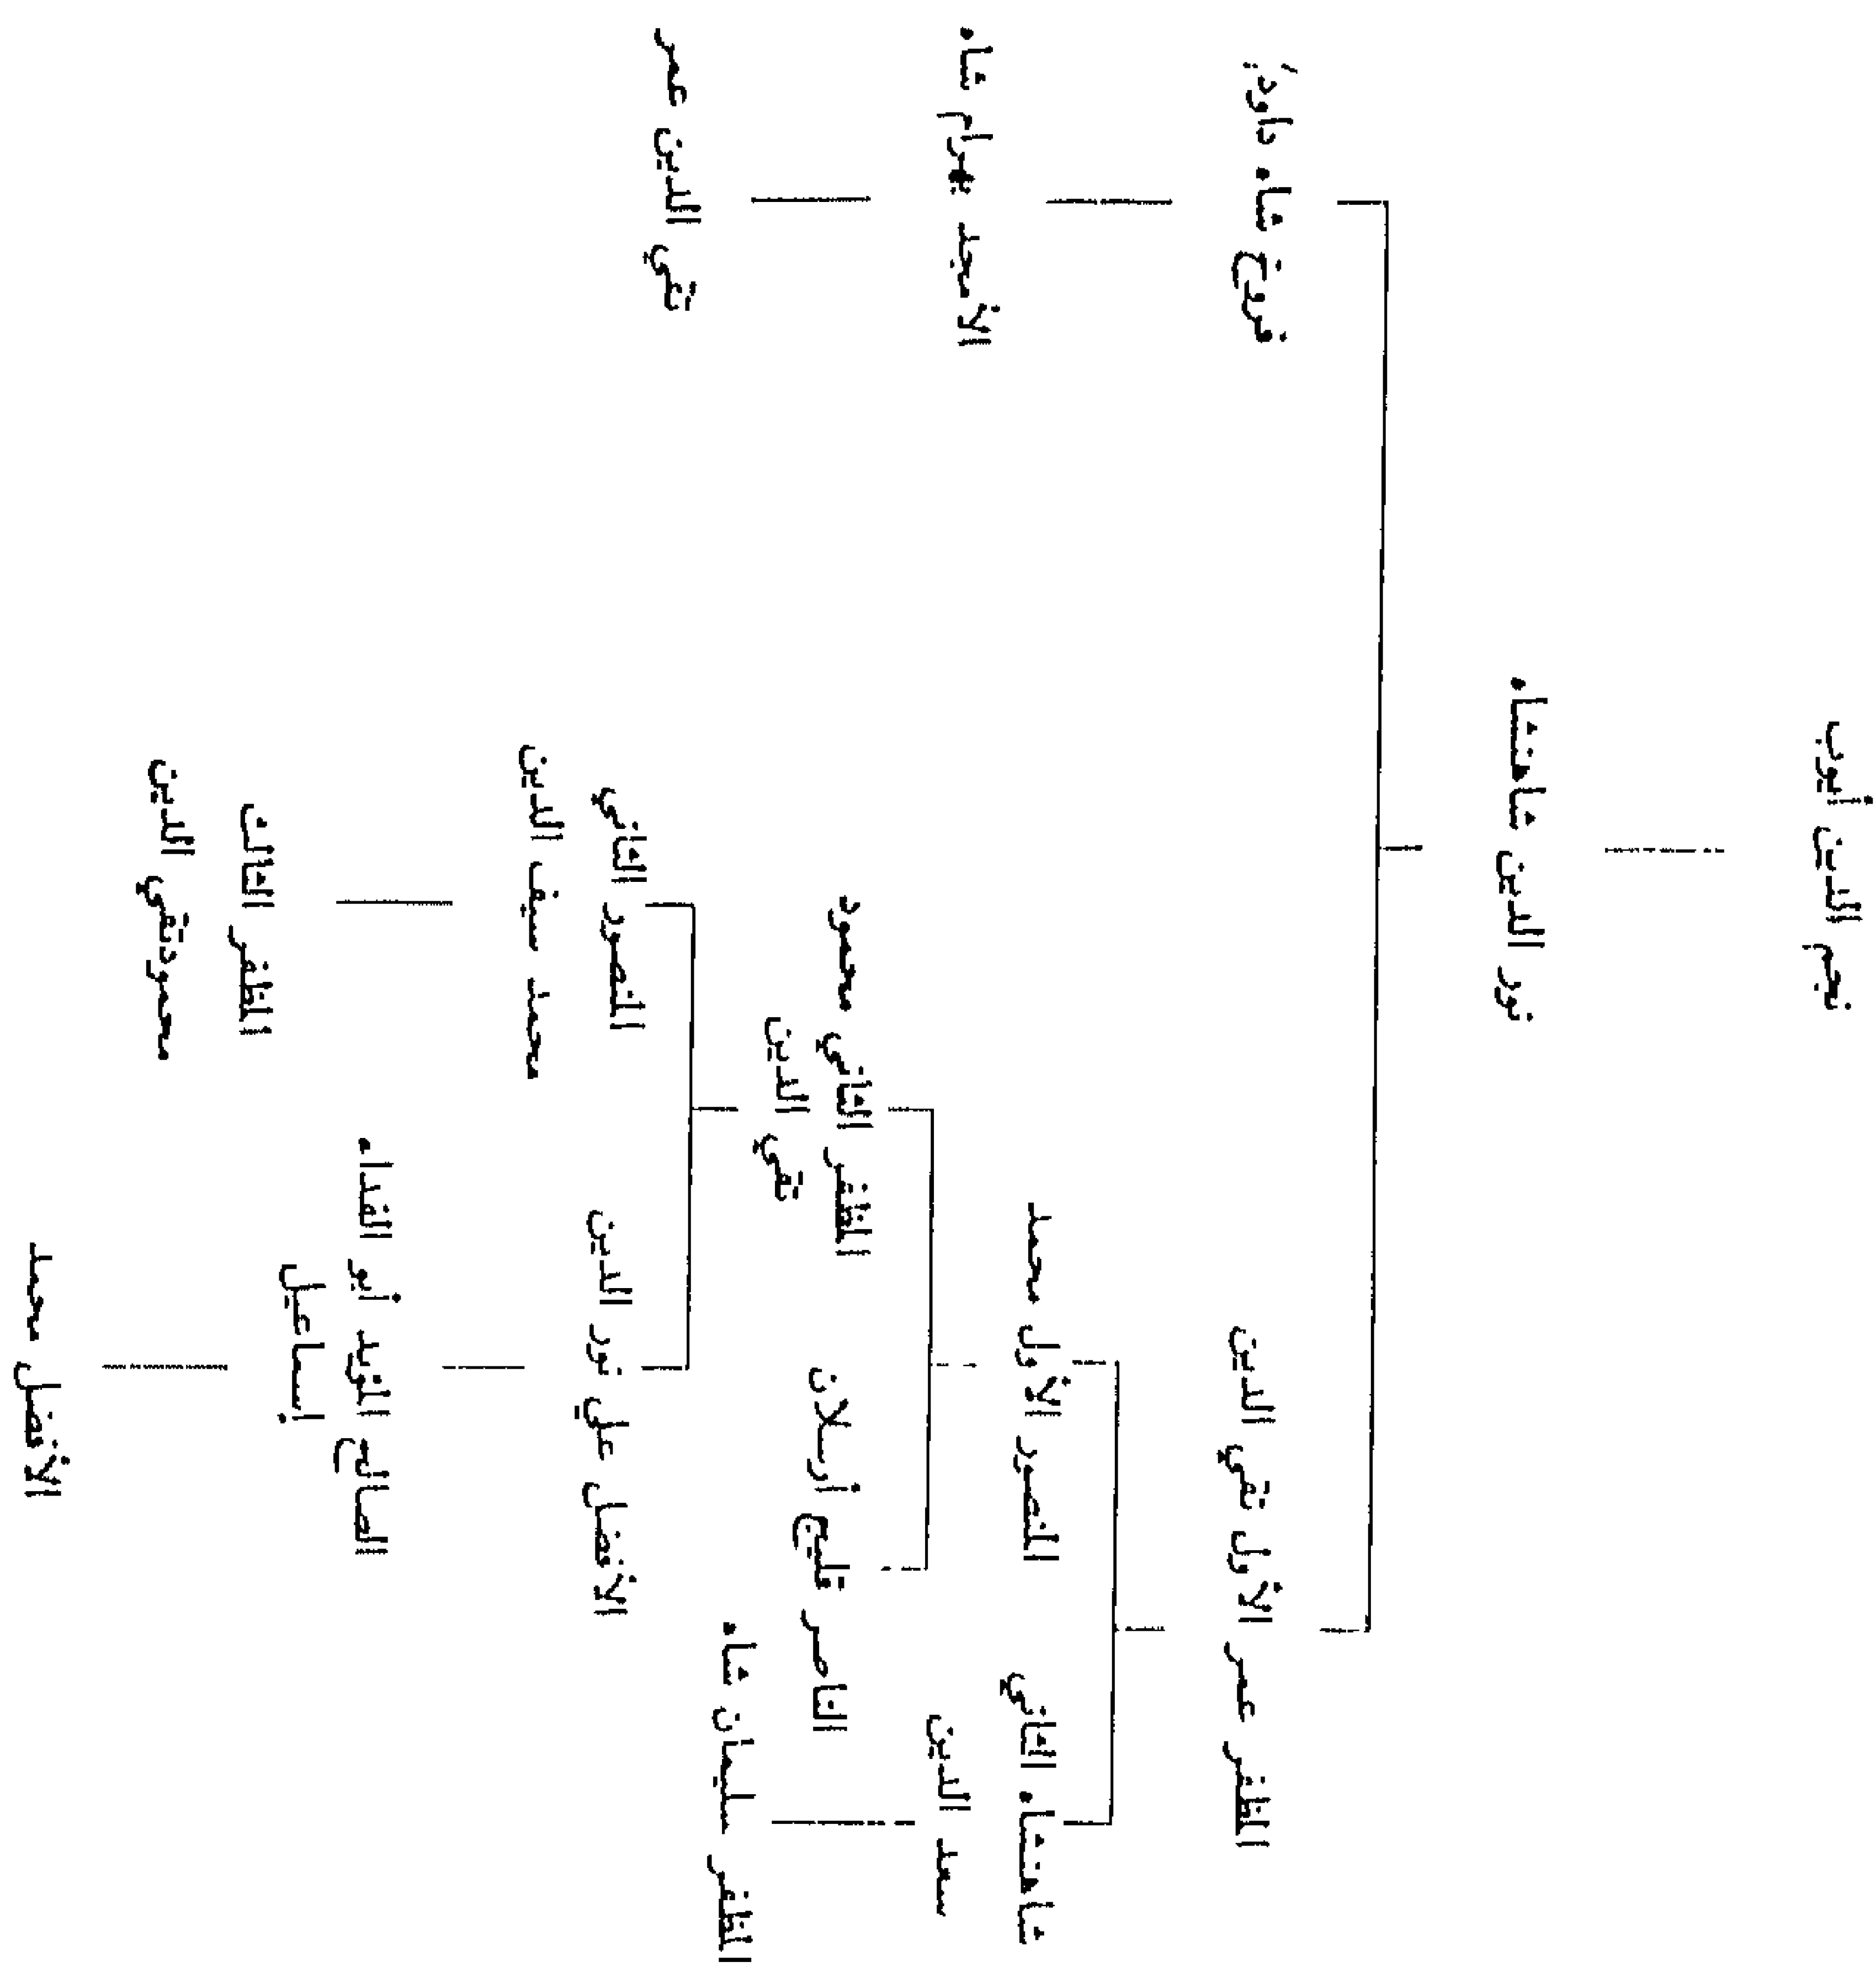 نجم الدين أيوب
نور الدين شاهنشاه
المظفر عمر الأول تقي الدين
فروخ شاه داود
شاهنشاه الثاني
سعد الدين
المنصور الأول محمد
الأمجد بهرام شاه
المظفر سليمان شاه
الناصر قليج أرسلان
المظفر الثاني محمود
تقي الدين
تقي الدين عمر
الأفضل علي نور الدين
المنصور الثاني
محمد سيف الدين
الصالح المؤيد أبو الفداء
إسماعيل
المظفر الثالث
محمود تقي الدين
الأفضل محمد